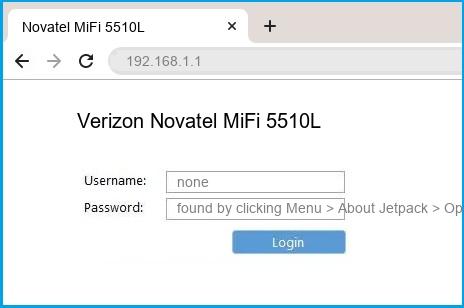 Novatel MiFi 5510L
192.168.1.1
Verizon Novatel MiFi 5510L
Username: none
Password: found by clicking Menu > About Jetpack > Op
Login